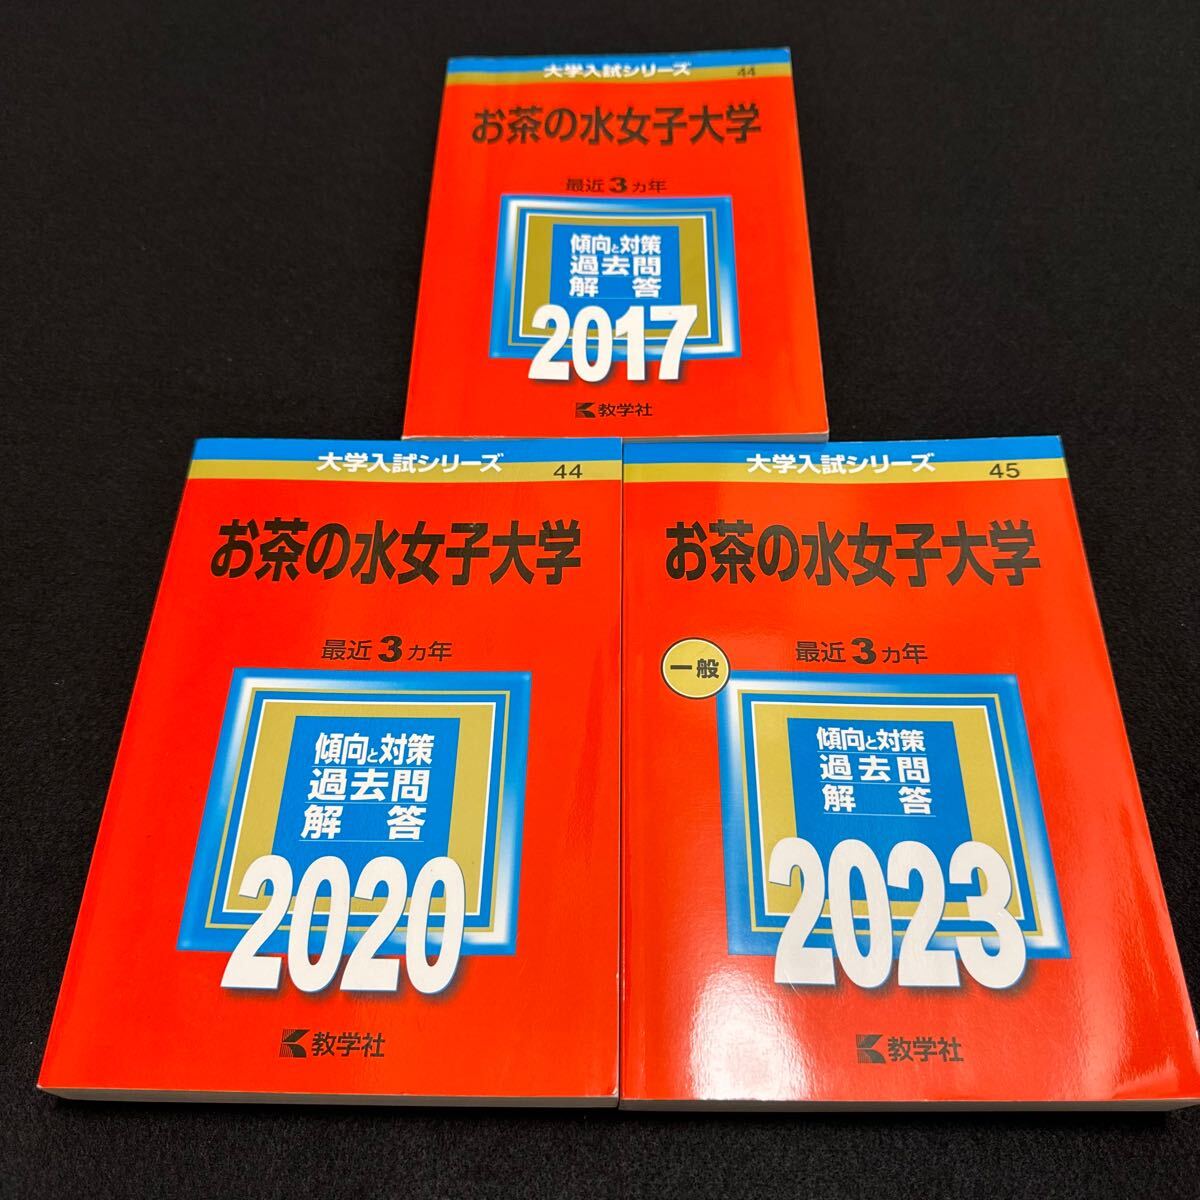 大学入試シリーズ
44
お茶の水女子大学
最近3ヵ年
傾向と対策
過去問
解答
2017
教学社
大学入試シリーズ
44
お茶の水女子大学
最近3ヵ年
傾向と対策
過去問
解答
2020
教学社
大学入試シリーズ
45
お茶の水女子大学
一般
最近3ヵ年
傾向と対策
過去問
解答
2023
教学社